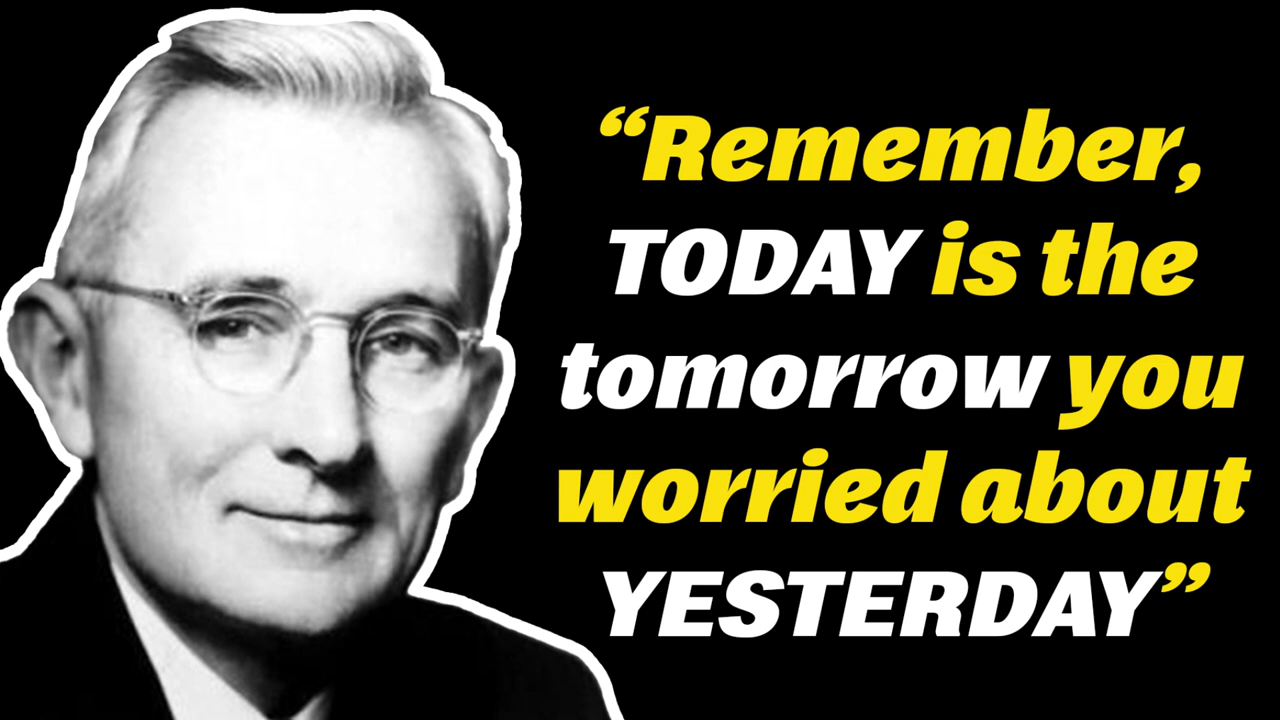 “Remember,
TODAY is the
tomorrow you
worried about
YESTERDAY”